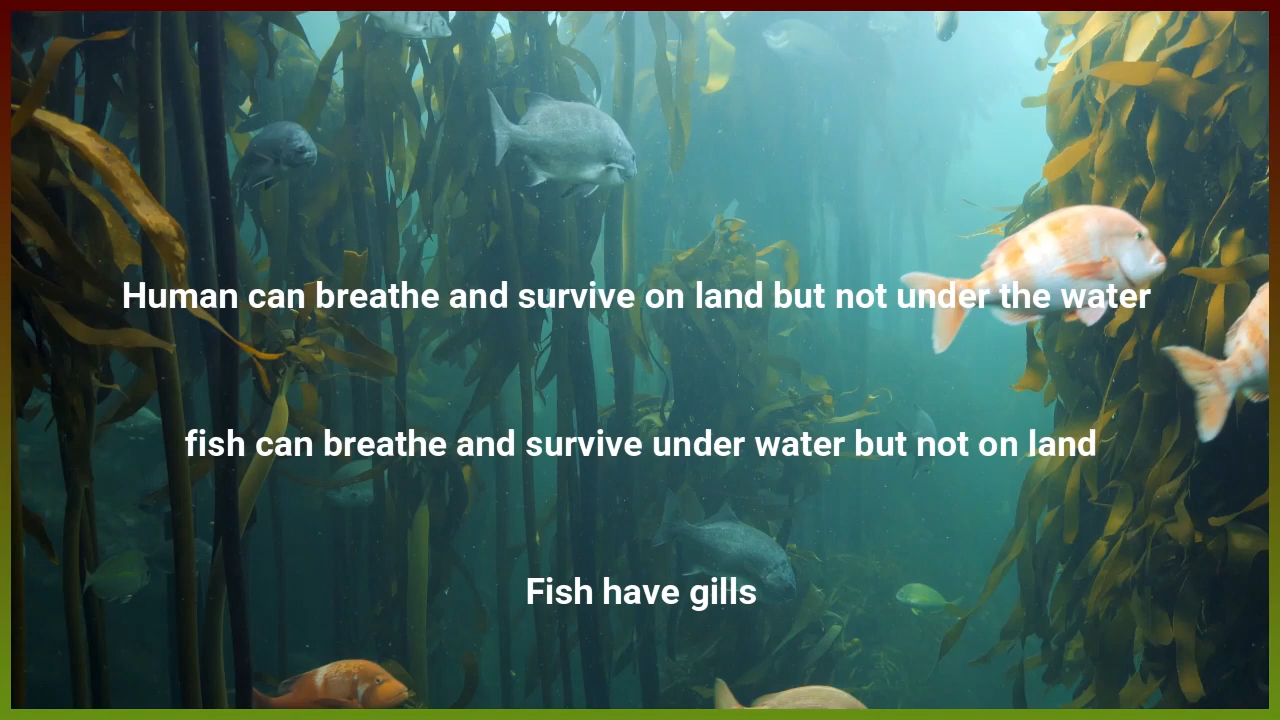 Human can breathe and survive on land but not under the water
fish can breathe and survive under water but not on land
Fish have gills